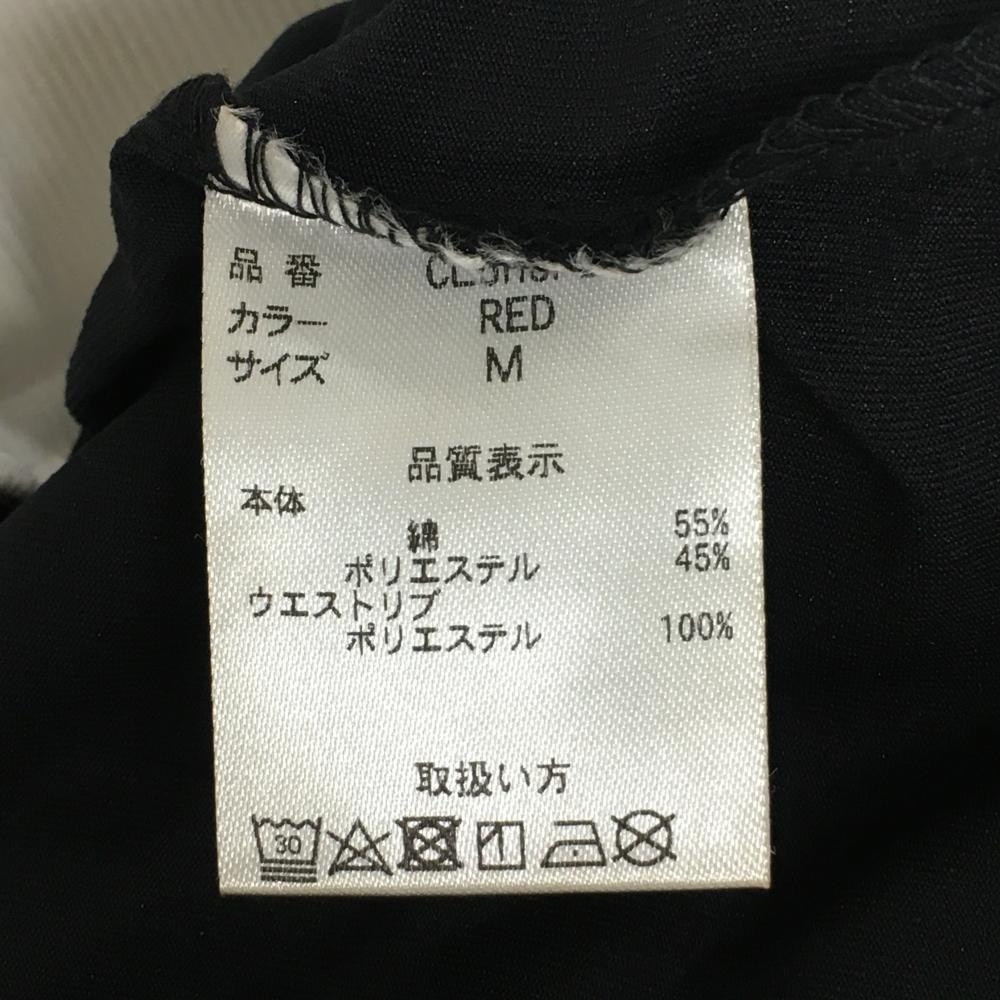 品番
カラー RED
サイズ M
品質表示
本体
綿 55%
ポリエステル 45%
ウエストリブ
ポリエステル 100%
取扱い方
30